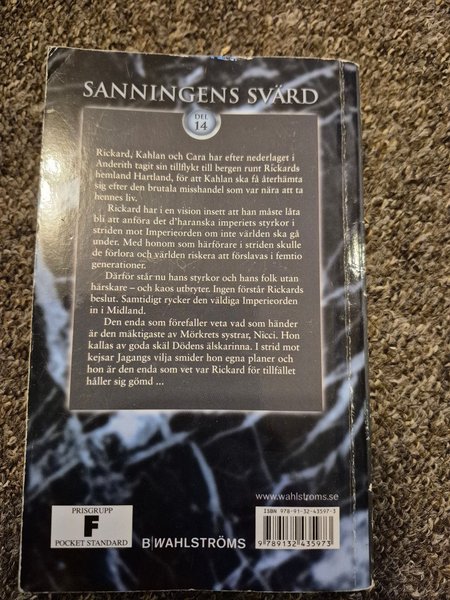 SANNINGENS SVÄRD
DEL
14
Rickard, Kahlan och Cara har efter nederlaget i
Anderith tagit sin tillflykt till bergen runt Rickards
hemland Hartland, för att Kahlan ska få återhämta
sig efter den brutala misshandel som var nära att ta
hennes liv.
Rickard har i en vision insett att han måste låta
bli att anföra det d'haranska imperiets styrkor i
striden mot Imperieorden om inte världen ska gå
under. Med honom som härförare i striden skulle
de förlora och världen riskera att förslavas i femtio
generationer.
Därför står nu hans styrkor och hans folk utan
härskare – och kaos utbryter. Ingen förstår Rickards
beslut. Samtidigt rycker den väldiga Imperieorden
in i Midland.
Den enda som förefaller veta vad som händer
är den mäktigaste av Mörkrets systrar, Nicci. Hon
kallas av goda skäl Dödens älskarinna. I strid mot
kejsar Jagangs vilja smider hon egna planer och
hon är den enda som vet var Rickard för tillfället
håller sig gömd ...
www.wahlstroms.se
ISBN 978-91-32-43597-3
9 789132 435973
PRISGRUPP
F
POCKET STANDARD
B WAHLSTRÖMS